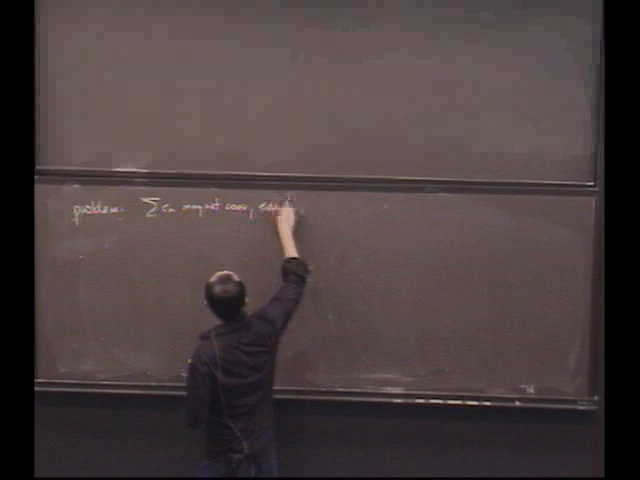 problem: ∑ cₙ may not conv,